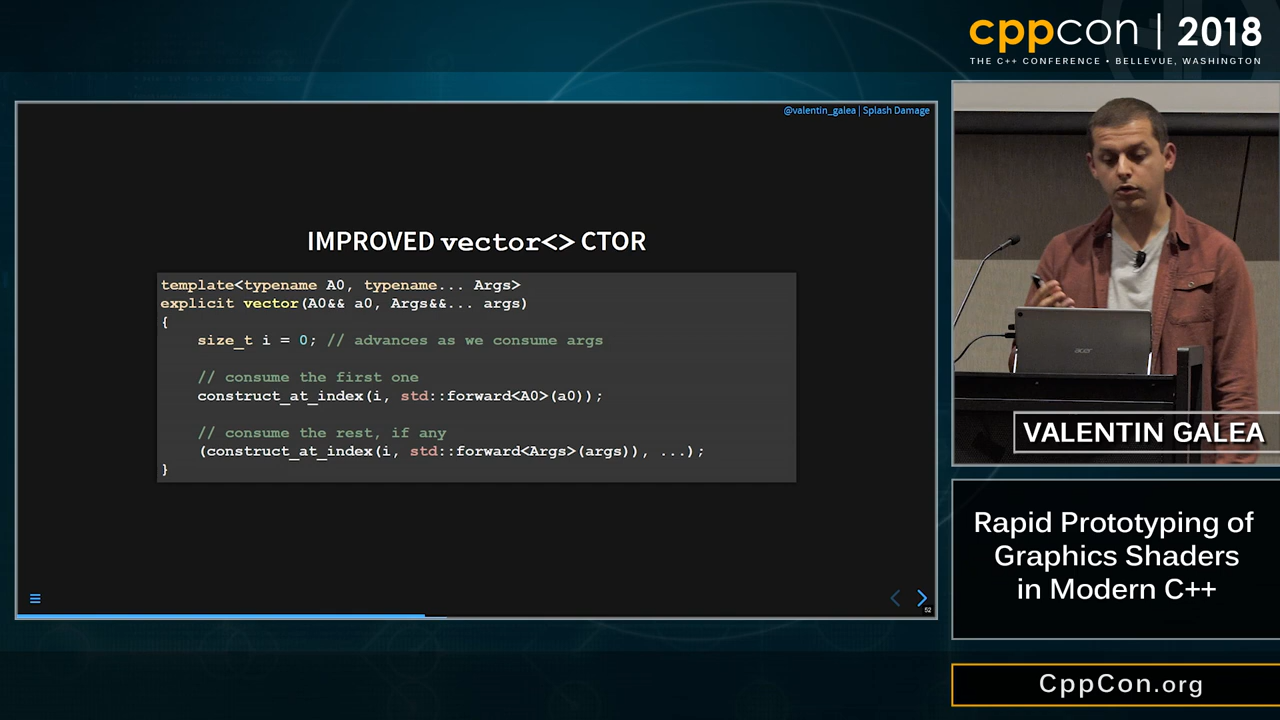 cppcon | 2018
THE C++ CONFERENCE • BELLEVUE, WASHINGTON
@valentin_galea | Splash Damage
IMPROVED vector<> CTOR
template<typename A0, typename... Args>
explicit vector(A0&& a0, Args&&... args)
{
    size_t i = 0; // advances as we consume args
    // consume the first one
    construct_at_index(i, std::forward<A0>(a0));
    // consume the rest, if any
    (construct_at_index(i, std::forward<Args>(args)), ...);
}
52
acer
VALENTIN GALEA
Rapid Prototyping of
Graphics Shaders
in Modern C++
CppCon.org